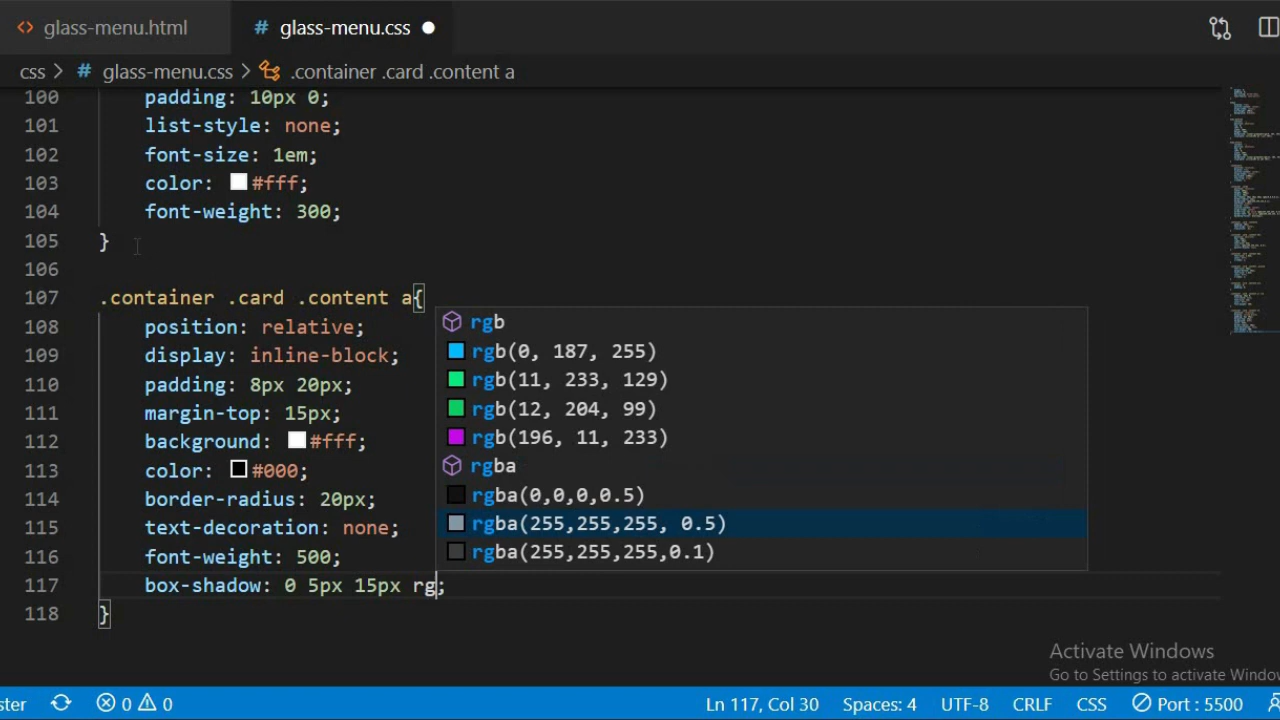 glass-menu.html # glass-menu.css
css > # glass-menu.css > .container .card .content a
100 padding: 10px 0;
101 list-style: none;
102 font-size: 1em;
103 color: #fff;
104 font-weight: 300;
105 }
106
107 .container .card .content a{
108 position: relative;
109 display: inline-block;
110 padding: 8px 20px;
111 margin-top: 15px;
112 background: #fff;
113 color: #000;
114 border-radius: 20px;
115 text-decoration: none;
116 font-weight: 500;
117 box-shadow: 0 5px 15px rg;
118 }
rgb
rgb(0, 187, 255)
rgb(11, 233, 129)
rgb(12, 204, 99)
rgb(196, 11, 233)
rgba
rgba(0,0,0,0.5)
rgba(255,255,255, 0.5)
rgba(255,255,255,0.1)
Activate Windows
Go to Settings to activate Windo
ster 0 0 Ln 117, Col 30 Spaces: 4 UTF-8 CRLF CSS Port : 5500